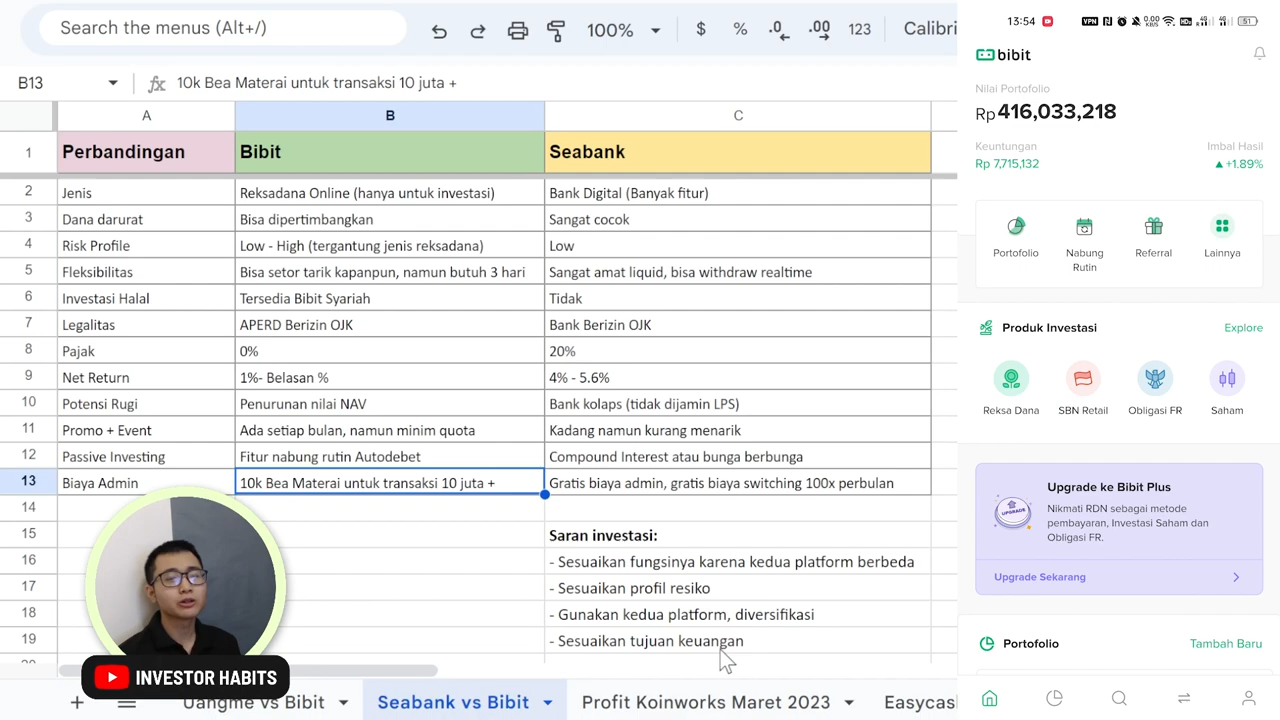 Search the menus (Alt+/)
100%
$
%
.0
.00
123
Calibri
B13
fx
10k Bea Materai untuk transaksi 10 juta +
A
B
C
1
Perbandingan
Bibit
Seabank
2
Jenis
Reksadana Online (hanya untuk investasi)
Bank Digital (Banyak fitur)
3
Dana darurat
Bisa dipertimbangkan
Sangat cocok
4
Risk Profile
Low - High (tergantung jenis reksadana)
Low
5
Fleksibilitas
Bisa setor tarik kapanpun, namun butuh 3 hari
Sangat amat liquid, bisa withdraw realtime
6
Investasi Halal
Tersedia Bibit Syariah
Tidak
7
Legalitas
APERD Berizin OJK
Bank Berizin OJK
8
Pajak
0%
20%
9
Net Return
1%- Belasan %
4% - 5.6%
10
Potensi Rugi
Penurunan nilai NAV
Bank kolaps (tidak dijamin LPS)
11
Promo + Event
Ada setiap bulan, namun minim quota
Kadang namun kurang menarik
12
Passive Investing
Fitur nabung rutin Autodebet
Compound Interest atau bunga berbunga
13
Biaya Admin
10k Bea Materai untuk transaksi 10 juta +
Gratis biaya admin, gratis biaya switching 100x perbulan
14
15
Saran investasi:
16
- Sesuaikan fungsinya karena kedua platform berbeda
17
- Sesuaikan profil resiko
18
- Gunakan kedua platform, diversifikasi
19
- Sesuaikan tujuan keuangan
INVESTOR HABITS
Uangme vs Bibit
Seabank vs Bibit
Profit Koinworks Maret 2023
Easycas
13:54
VPN
0.00
KB/S
51
bibit
Nilai Portofolio
Rp 416,033,218
Keuntungan
Imbal Hasil
Rp 7,715,132
+1.89%
Portofolio
Nabung
Rutin
Referral
Lainnya
Produk Investasi
Explore
Reksa Dana
SBN Retail
Obligasi FR
Saham
UPGRADE
Upgrade ke Bibit Plus
Nikmati RDN sebagai metode
pembayaran, Investasi Saham dan
Obligasi FR.
Upgrade Sekarang
Portofolio
Tambah Baru